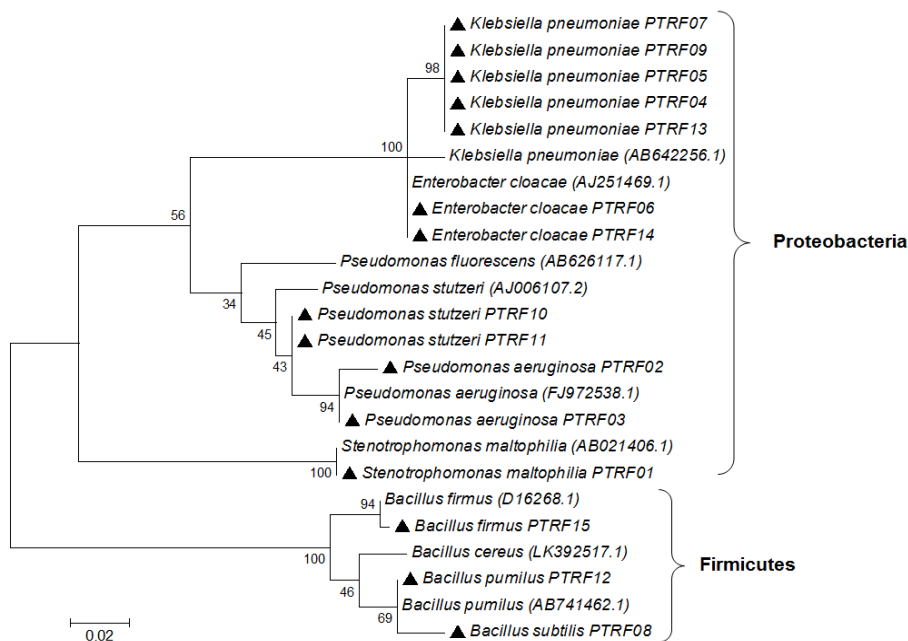 Klebsiella pneumoniae PTRF07
Klebsiella pneumoniae PTRF09
98
Klebsiella pneumoniae PTRF05
Klebsiella pneumoniae PTRF04
Klebsiella pneumoniae PTRF13
100
Klebsiella pneumoniae (AB642256.1)
Enterobacter cloacae (AJ251469.1)
Enterobacter cloacae PTRF06
56
Enterobacter cloacae PTRF14
Proteobacteria
Pseudomonas fluorescens (AB626117.1)
34
Pseudomonas stutzeri (AJ006107.2)
45
Pseudomonas stutzeri PTRF10
Pseudomonas stutzeri PTRF11
43
Pseudomonas aeruginosa PTRF02
Pseudomonas aeruginosa (FJ972538.1)
94
Pseudomonas aeruginosa PTRF03
Stenotrophomonas maltophilia (AB021406.1)
100
Stenotrophomonas maltophilia PTRF01
94
Bacillus firmus (D16268.1)
Bacillus firmus PTRF15
100
Bacillus cereus (LK392517.1)
Firmicutes
46
Bacillus pumilus PTRF12
Bacillus pumilus (AB741462.1)
69
Bacillus subtilis PTRF08
0.02